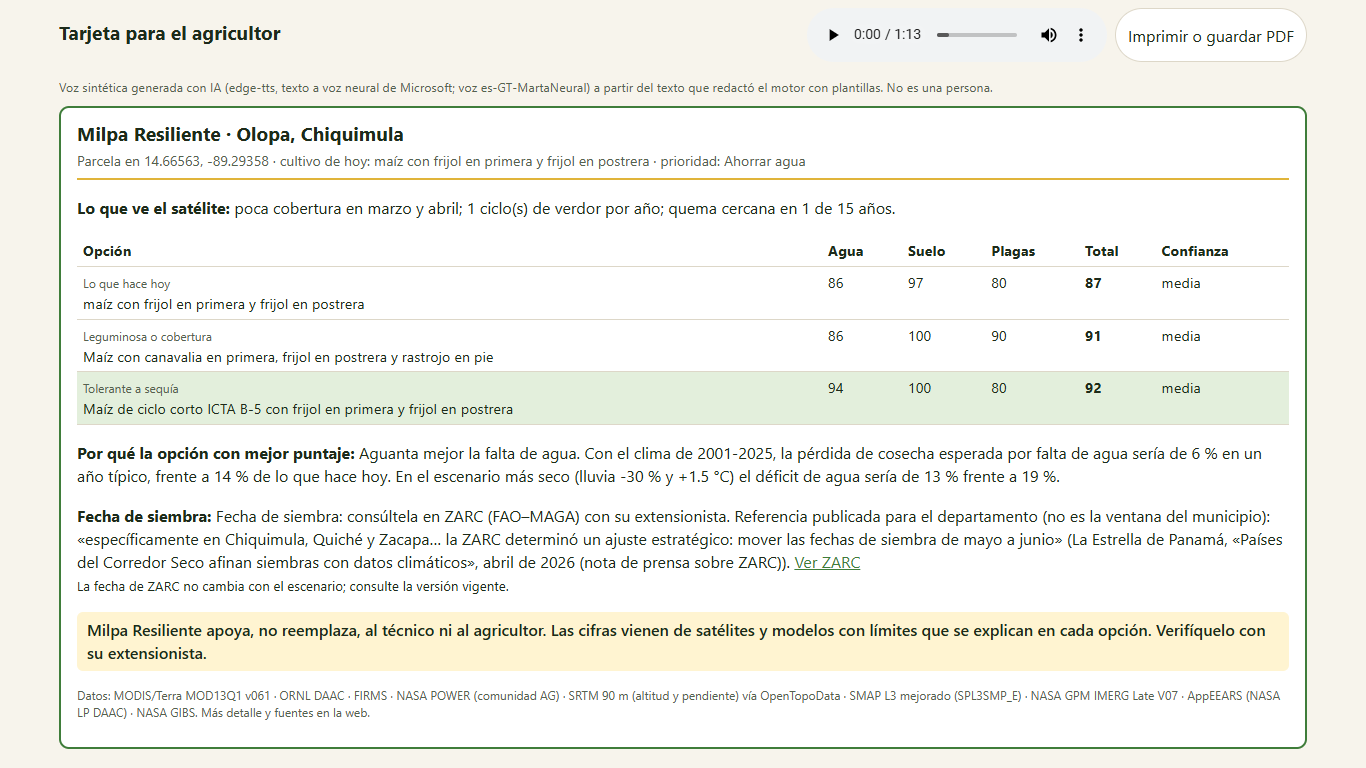 Tarjeta para el agricultor
0:00 / 1:13
Imprimir o guardar PDF
Voz sintética generada con IA (edge-tts, texto a voz neural de Microsoft; voz es-GT-MartaNeural) a partir del texto que redactó el motor con plantillas. No es una persona.
Milpa Resiliente · Olopa, Chiquimula
Parcela en 14.66563, -89.29358 · cultivo de hoy: maíz con frijol en primera y frijol en postrera · prioridad: Ahorrar agua
Lo que ve el satélite: poca cobertura en marzo y abril; 1 ciclo(s) de verdor por año; quema cercana en 1 de 15 años.
Opción Agua Suelo Plagas Total Confianza
Lo que hace hoy
maíz con frijol en primera y frijol en postrera 86 97 80 87 media
Leguminosa o cobertura
Maíz con canavalia en primera, frijol en postrera y rastrojo en pie 86 100 90 91 media
Tolerante a sequía
Maíz de ciclo corto ICTA B-5 con frijol en primera y frijol en postrera 94 100 80 92 media
Por qué la opción con mejor puntaje: Aguanta mejor la falta de agua. Con el clima de 2001-2025, la pérdida de cosecha esperada por falta de agua sería de 6 % en un
año típico, frente a 14 % de lo que hace hoy. En el escenario más seco (lluvia -30 % y +1.5 °C) el déficit de agua sería de 13 % frente a 19 %.
Fecha de siembra: Fecha de siembra: consúltela en ZARC (FAO–MAGA) con su extensionista. Referencia publicada para el departamento (no es la ventana del municipio):
«específicamente en Chiquimula, Quiché y Zacapa... la ZARC determinó un ajuste estratégico: mover las fechas de siembra de mayo a junio» (La Estrella de Panamá, «Países
del Corredor Seco afinan siembras con datos climáticos», abril de 2026 (nota de prensa sobre ZARC)). Ver ZARC
La fecha de ZARC no cambia con el escenario; consulte la versión vigente.
Milpa Resiliente apoya, no reemplaza, al técnico ni al agricultor. Las cifras vienen de satélites y modelos con límites que se explican en cada opción. Verifíquelo con
su extensionista.
Datos: MODIS/Terra MOD13Q1 v061 · ORNL DAAC · FIRMS · NASA POWER (comunidad AG) · SRTM 90 m (altitud y pendiente) vía OpenTopoData · SMAP L3 mejorado (SPL3SMP_E) · NASA GPM IMERG Late V07 · AppEEARS (NASA
LP DAAC) · NASA GIBS. Más detalle y fuentes en la web.